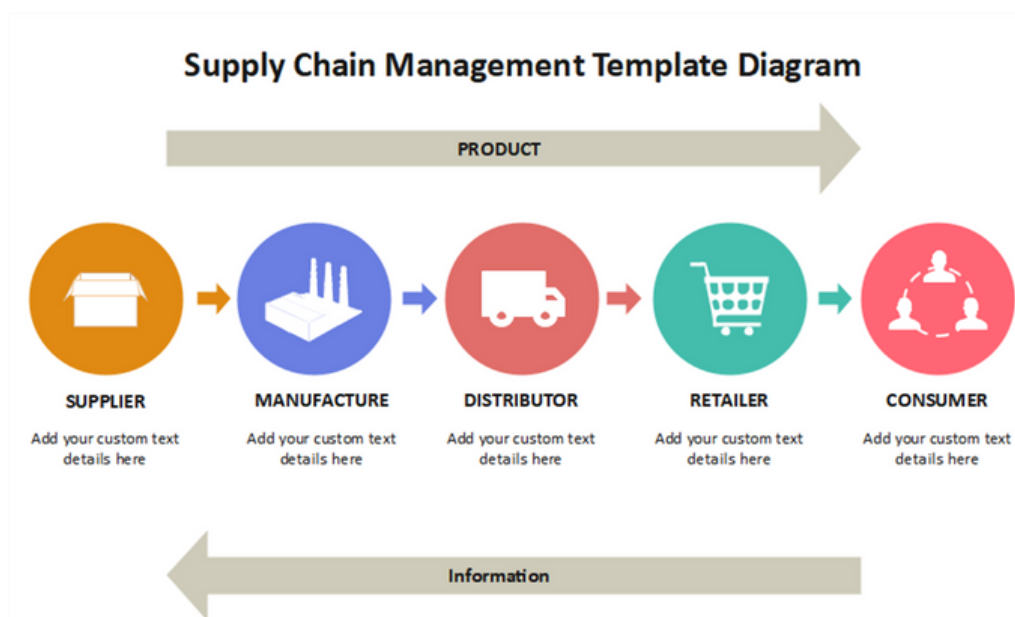 Supply Chain Management Template Diagram
PRODUCT
SUPPLIER
Add your custom text
details here
MANUFACTURE
Add your custom text
details here
DISTRIBUTOR
Add your custom text
details here
RETAILER
Add your custom text
details here
CONSUMER
Add your custom text
details here
Information